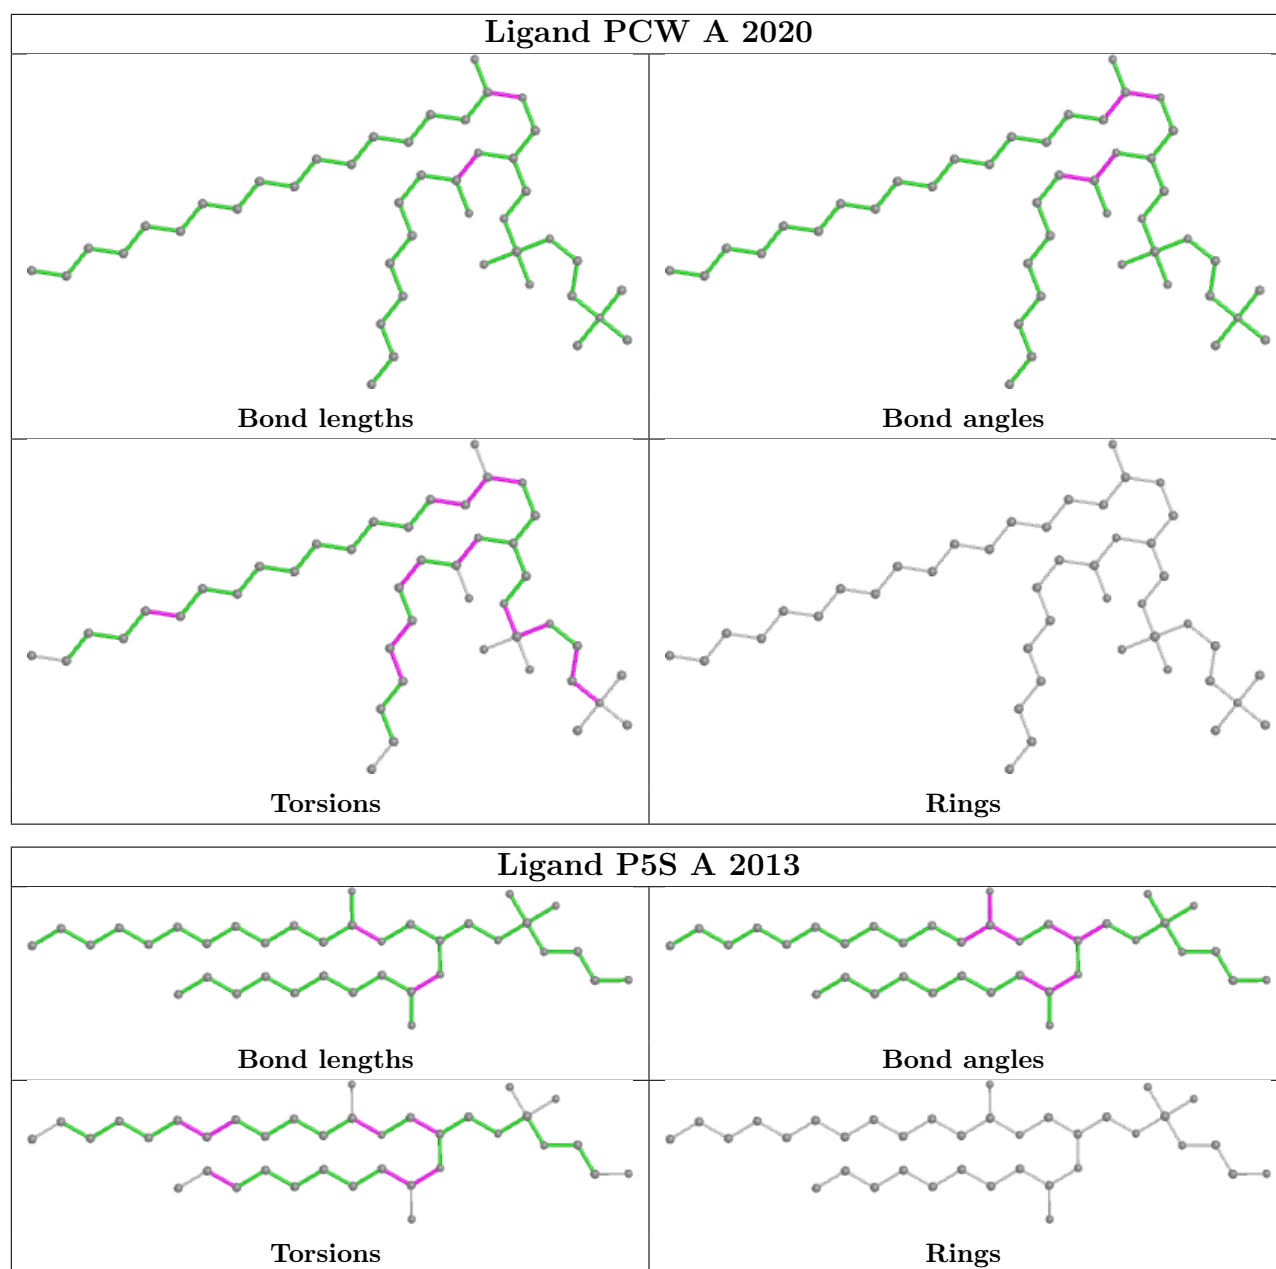 Ligand PCW A 2020
Bond lengths
Bond angles
Torsions
Rings
Ligand P5S A 2013
Bond lengths
Bond angles
Torsions
Rings